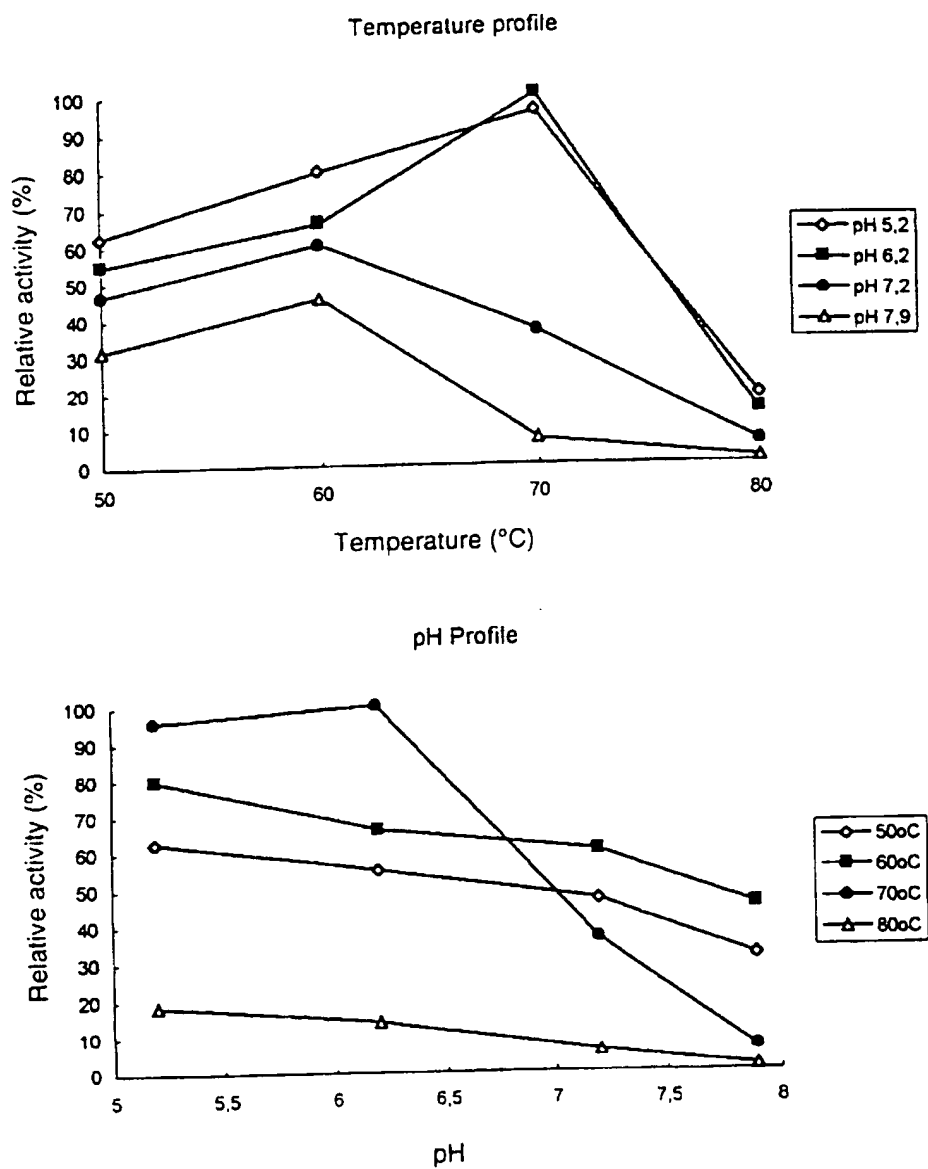 Temperature profile
100
90
80
70
60
50
40
30
20
10
0
Relative activity (%)
50
60
70
80
Temperature (°C)
pH 5,2
pH 6,2
pH 7,2
pH 7,9
pH Profile
100
90
80
70
60
50
40
30
20
10
0
Relative activity (%)
5
5,5
6
6,5
7
7,5
8
pH
50oC
60oC
70oC
80oC